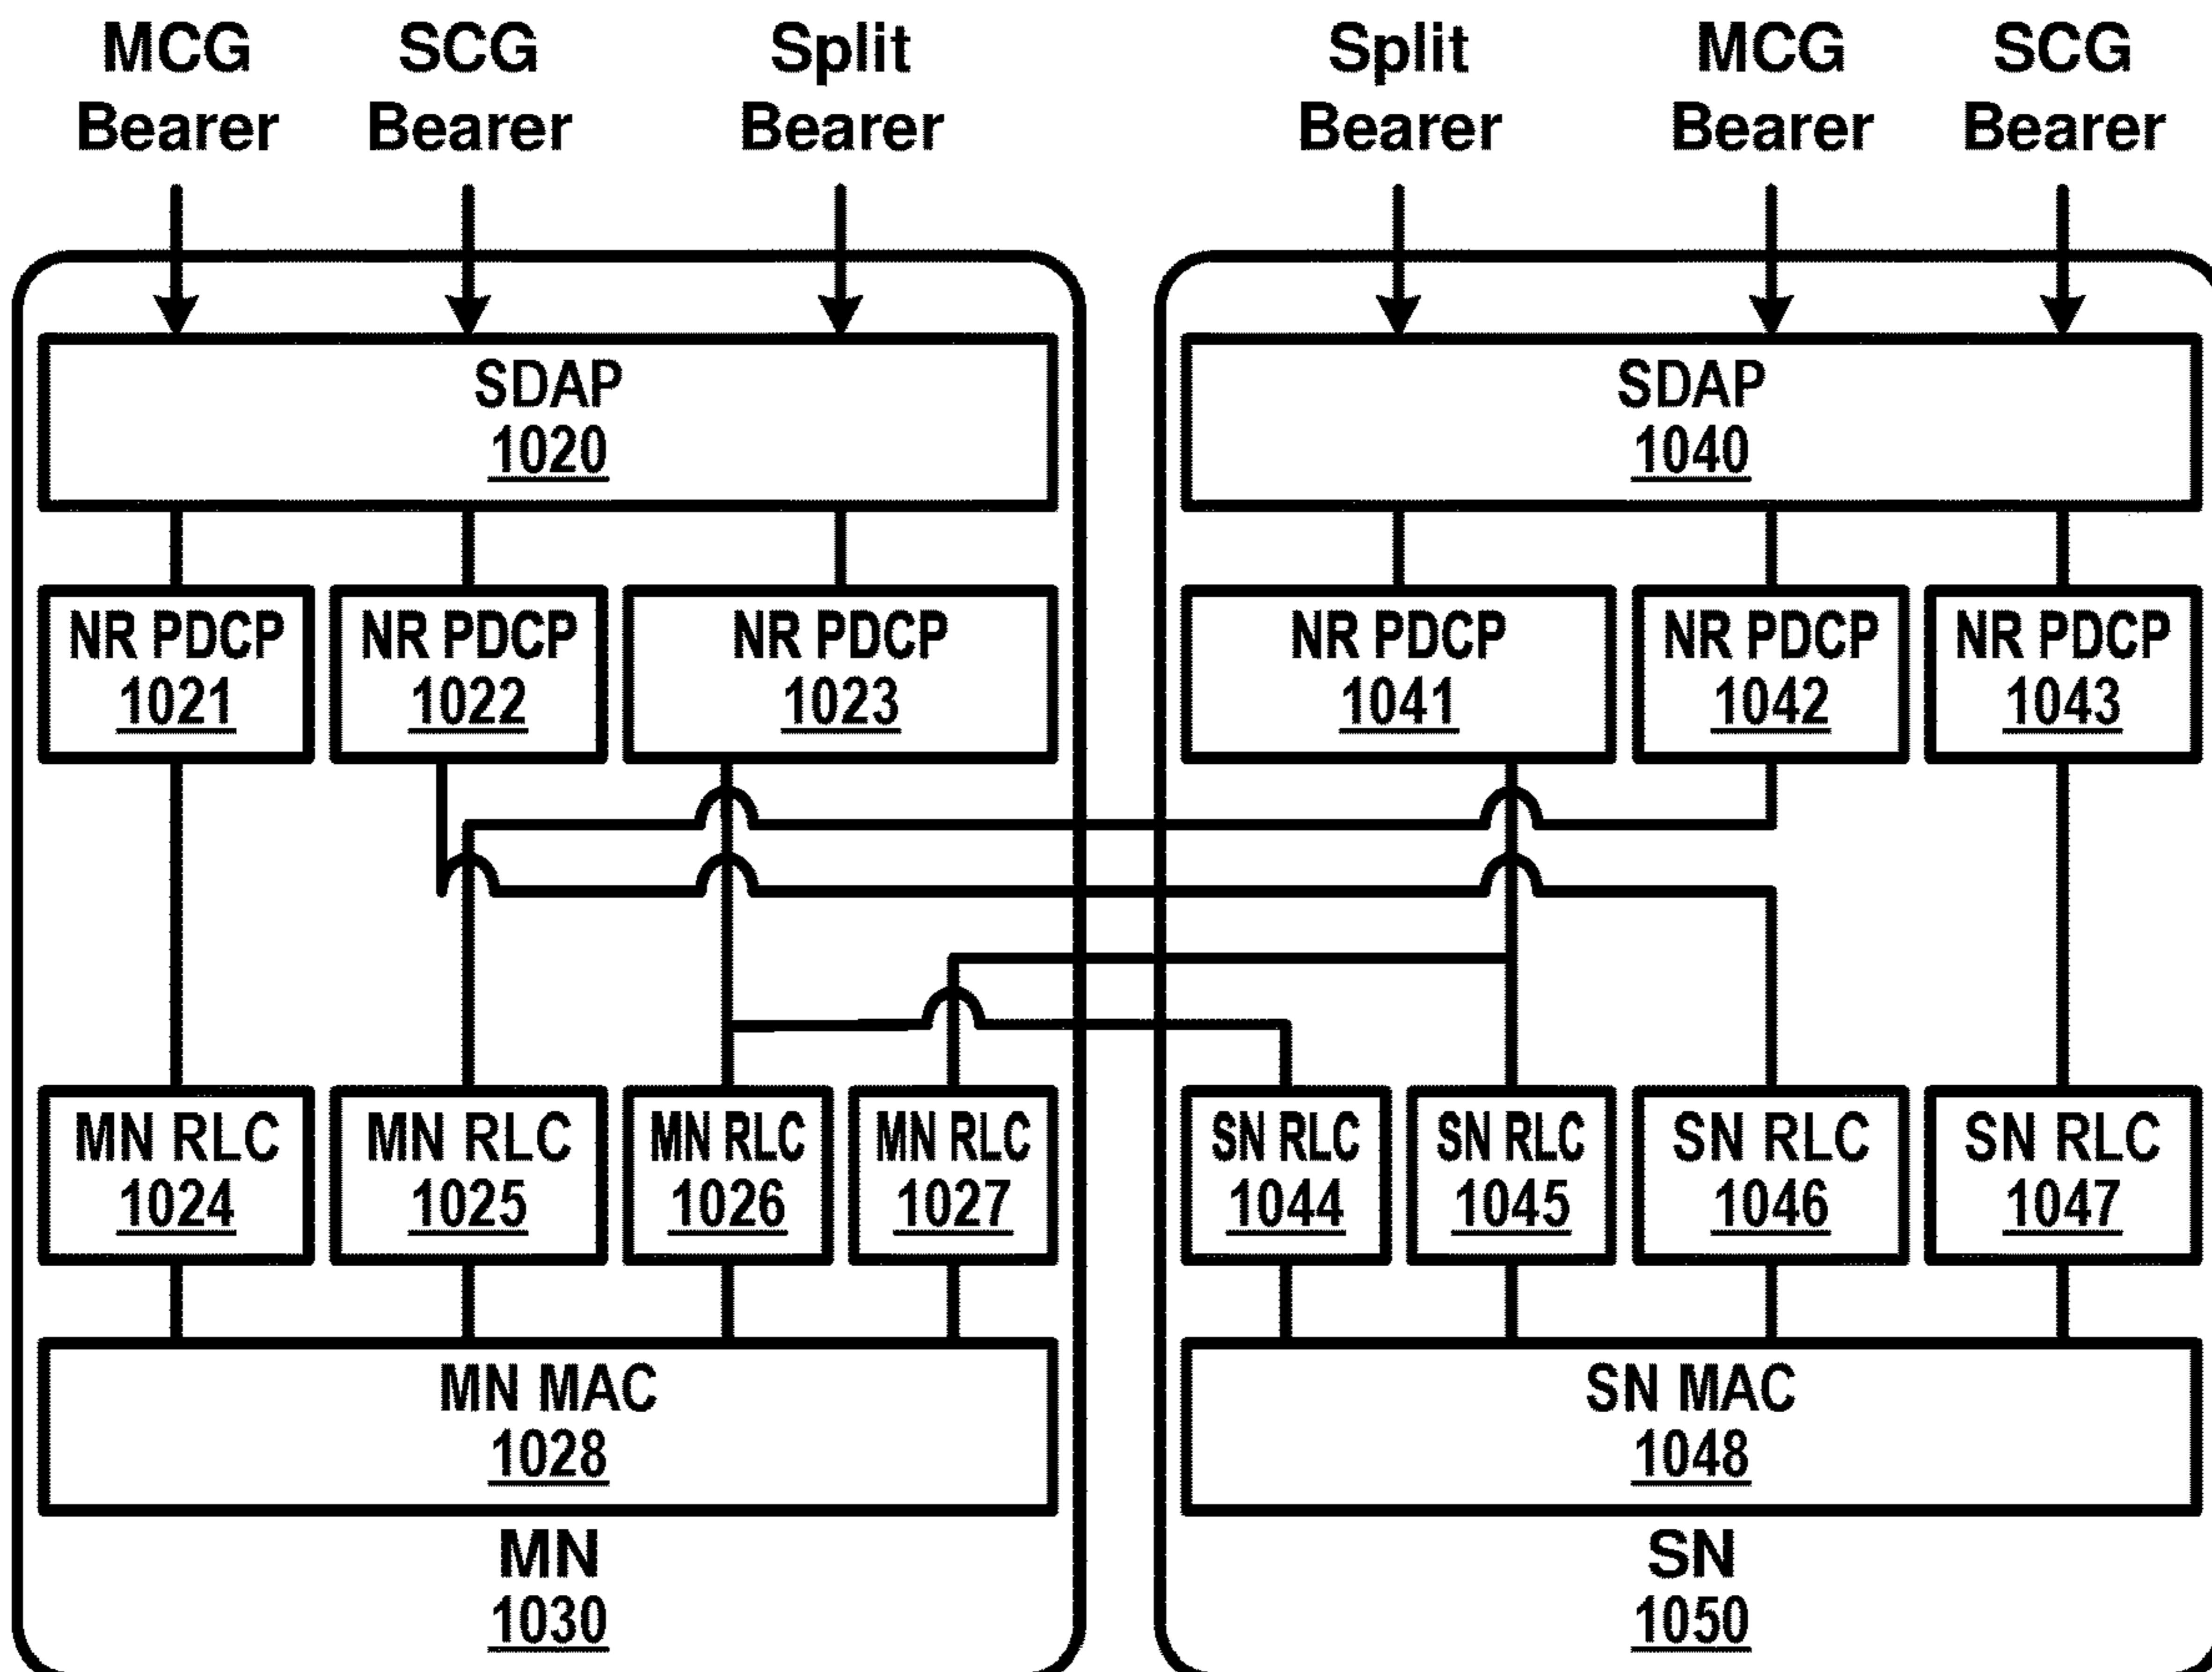 MCG
Bearer
SCG
Bearer
Split
Bearer
Split
Bearer
MCG
Bearer
SCG
Bearer
SDAP
1020
SDAP
1040
NR PDCP
1021
NR PDCP
1022
NR PDCP
1023
NR PDCP
1041
NR PDCP
1042
NR PDCP
1043
MN RLC
1024
MN RLC
1025
MN RLC
1026
MN RLC
1027
SN RLC
1044
SN RLC
1045
SN RLC
1046
SN RLC
1047
MN MAC
1028
SN MAC
1048
MN
1030
SN
1050